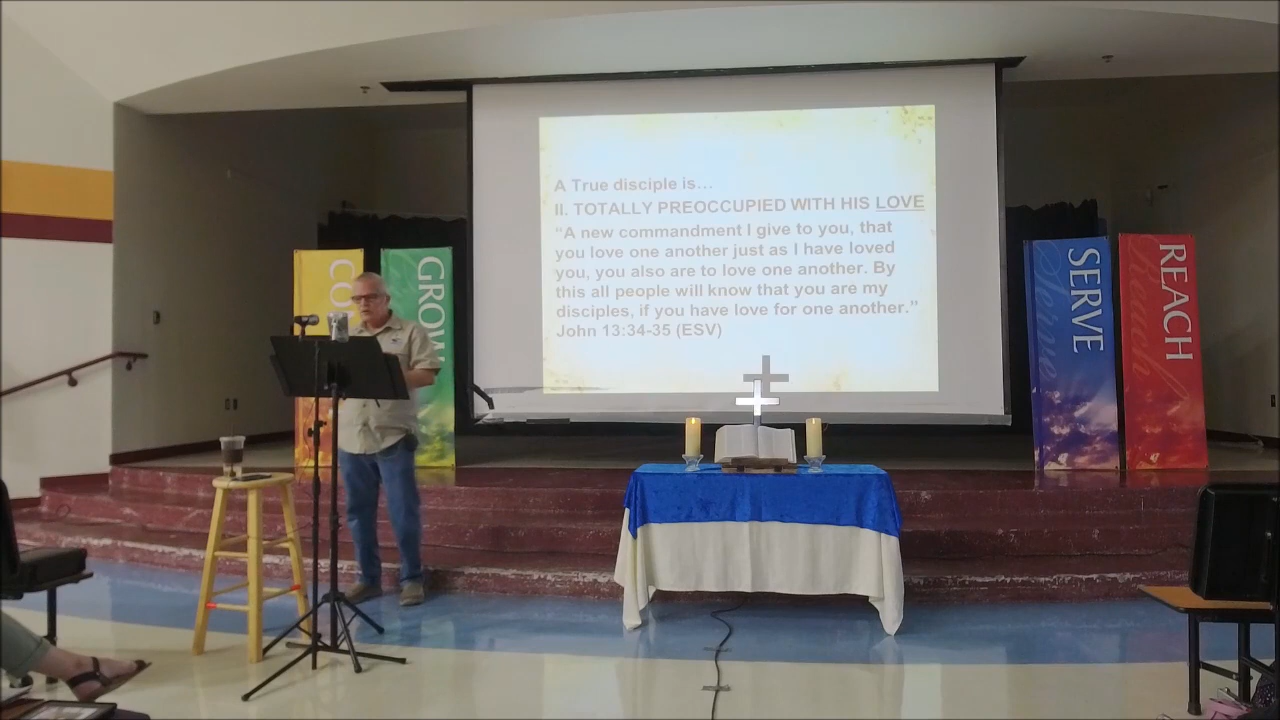 A True disciple is…
II. TOTALLY PREOCCUPIED WITH HIS LOVE
“A new commandment I give to you, that
you love one another just as I have loved
you, you also are to love one another. By
this all people will know that you are my
disciples, if you have love for one another.”
John 13:34-35 (ESV)
GROW
SERVE
Serve
REACH
Reach